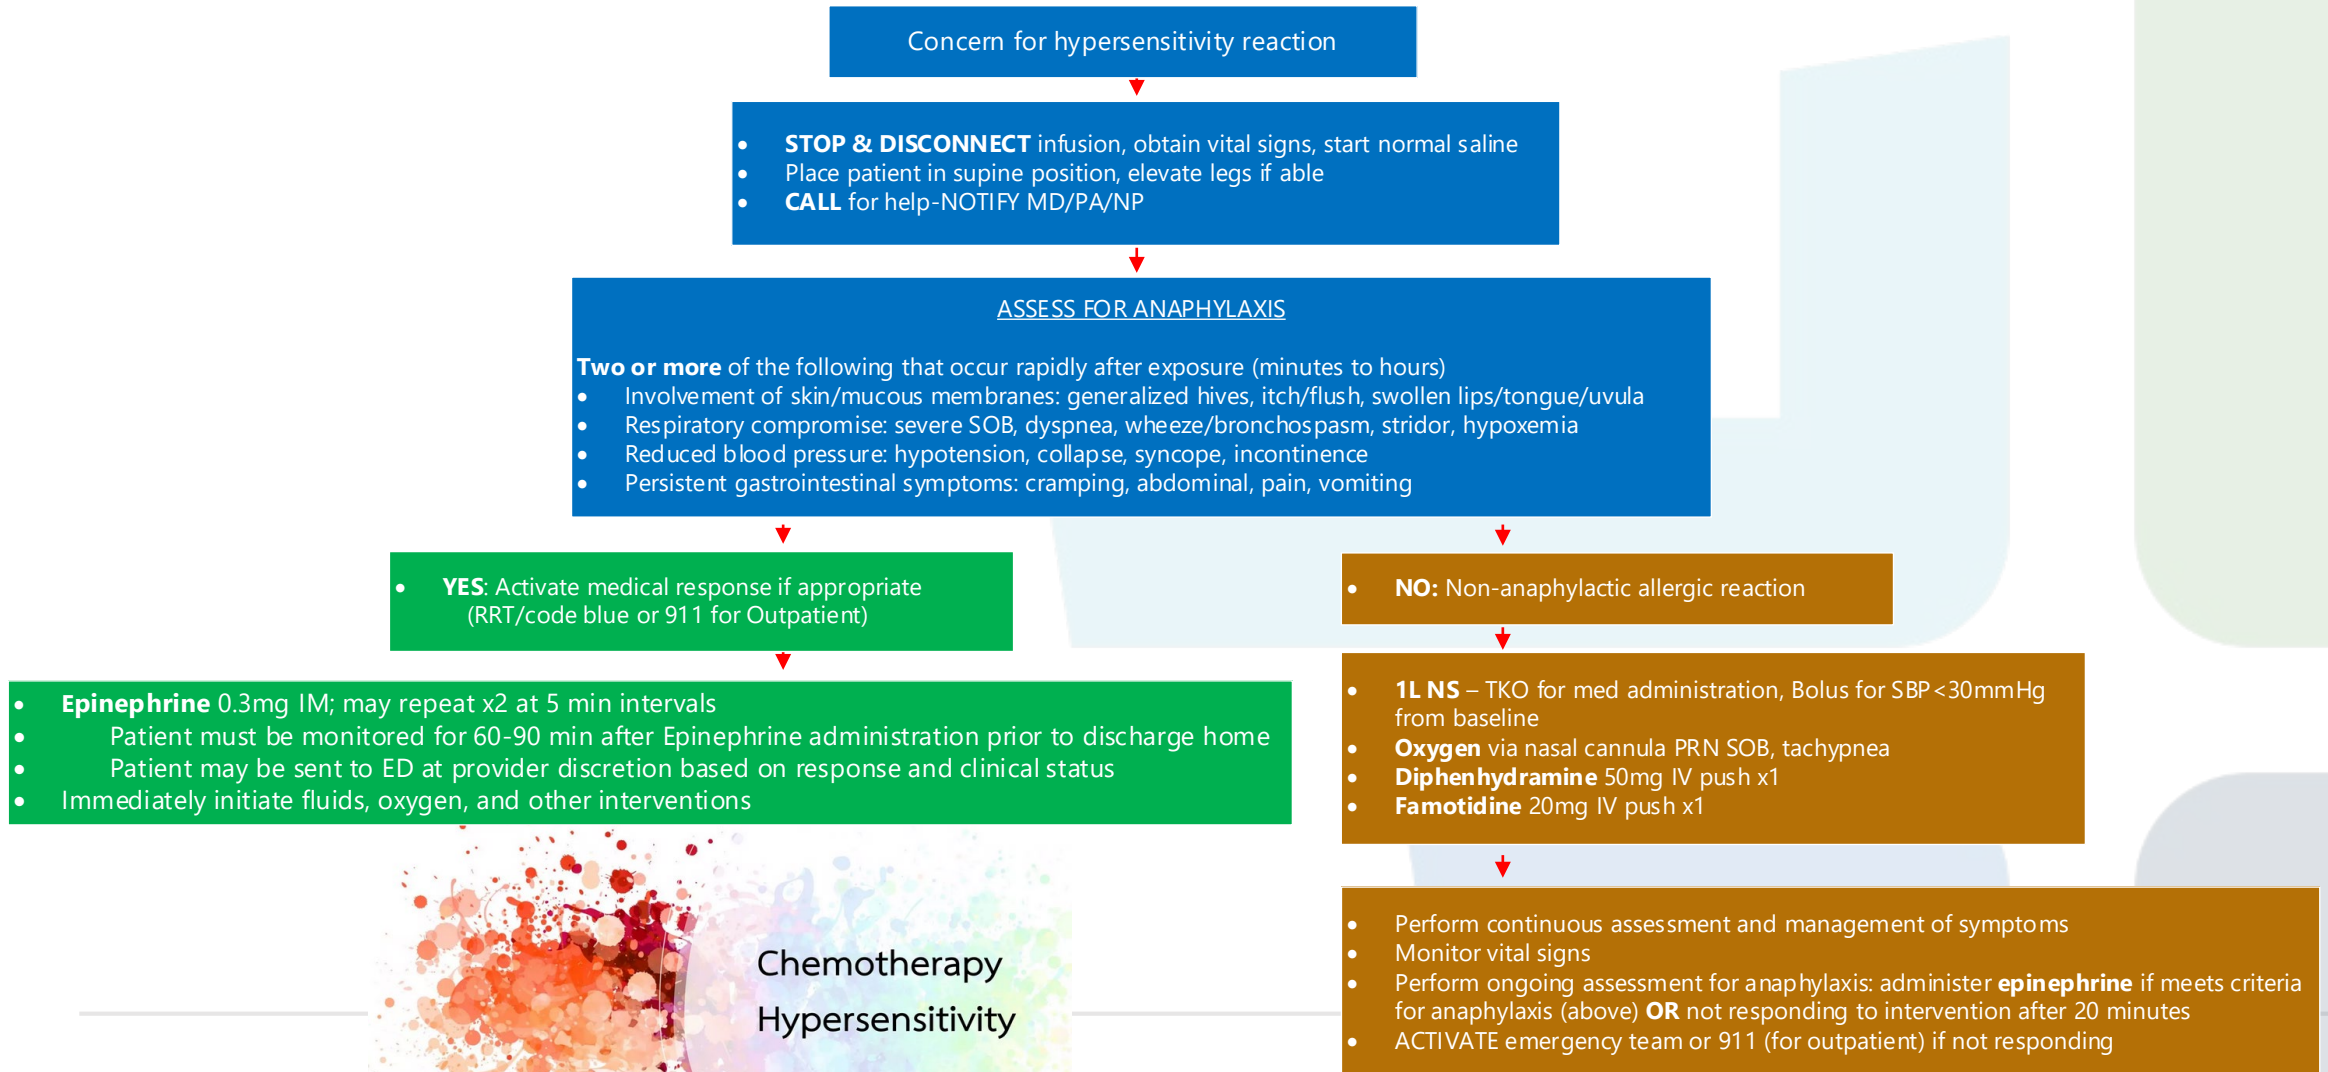 Concern for hypersensitivity reaction
• STOP & DISCONNECT infusion, obtain vital signs, start normal saline
• Place patient in supine position, elevate legs if able
• CALL for help-NOTIFY MD/PA/NP
ASSESS FOR ANAPHYLAXIS
Two or more of the following that occur rapidly after exposure (minutes to hours)
• Involvement of skin/mucous membranes: generalized hives, itch/flush, swollen lips/tongue/uvula
• Respiratory compromise: severe SOB, dyspnea, wheeze/bronchospasm, stridor, hypoxemia
• Reduced blood pressure: hypotension, collapse, syncope, incontinence
• Persistent gastrointestinal symptoms: cramping, abdominal, pain, vomiting
• YES: Activate medical response if appropriate
(RRT/code blue or 911 for Outpatient)
• Epinephrine 0.3mg IM; may repeat x2 at 5 min intervals
• Patient must be monitored for 60-90 min after Epinephrine administration prior to discharge home
• Patient may be sent to ED at provider discretion based on response and clinical status
• Immediately initiate fluids, oxygen, and other interventions
• NO: Non-anaphylactic allergic reaction
• 1L NS – TKO for med administration, Bolus for SBP<30mmHg
from baseline
• Oxygen via nasal cannula PRN SOB, tachypnea
• Diphenhydramine 50mg IV push x1
• Famotidine 20mg IV push x1
• Perform continuous assessment and management of symptoms
• Monitor vital signs
• Perform ongoing assessment for anaphylaxis: administer epinephrine if meets criteria
for anaphylaxis (above) OR not responding to intervention after 20 minutes
• ACTIVATE emergency team or 911 (for outpatient) if not responding
Chemotherapy
Hypersensitivity